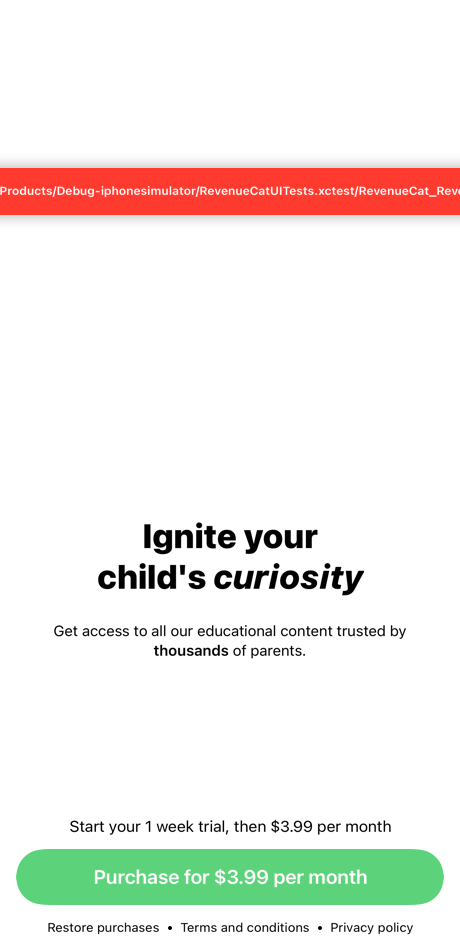 Products/Debug-iphonesimulator/RevenueCatUITests.xctest/RevenueCat_Reve
Ignite your
child's curiosity
Get access to all our educational content trusted by
thousands of parents.
Start your 1 week trial, then $3.99 per month
Purchase for $3.99 per month
Restore purchases • Terms and conditions • Privacy policy